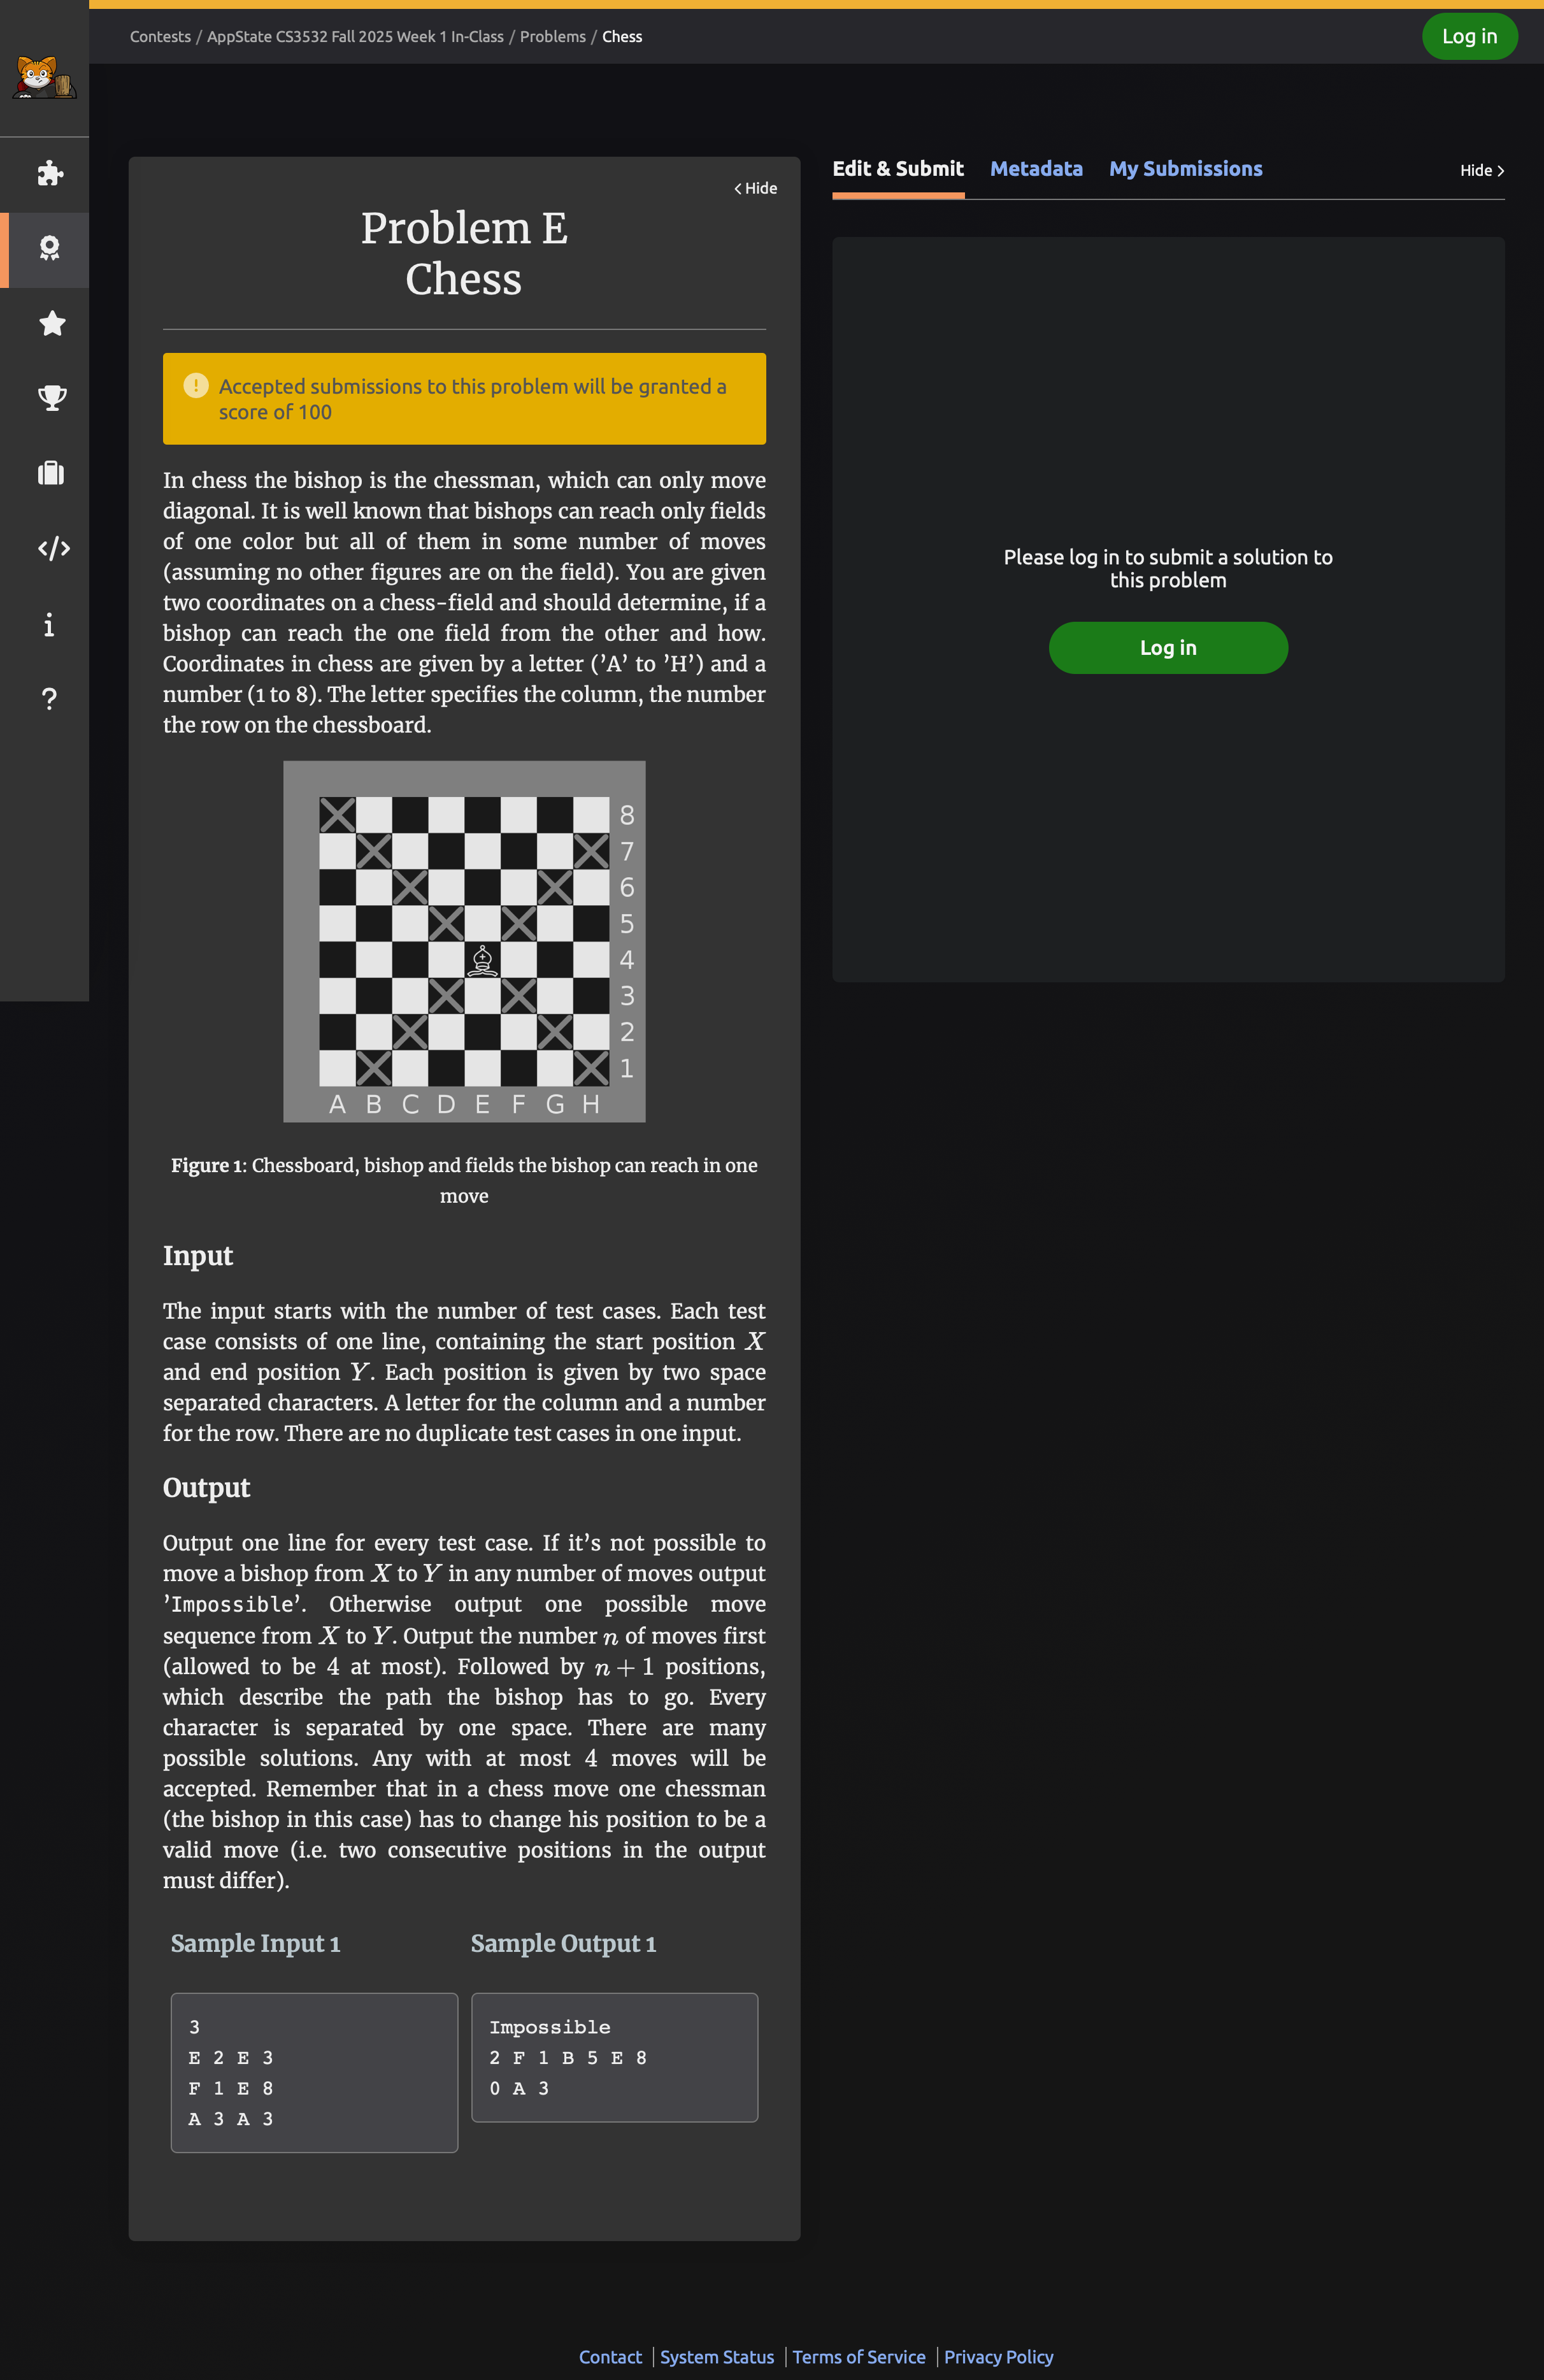 Contests / AppState CS3532 Fall 2025 Week 1 In-Class / Problems / Chess
Log in
Hide
Problem E
Chess
Accepted submissions to this problem will be granted a
score of 100
In chess the bishop is the chessman, which can only move
diagonal. It is well known that bishops can reach only fields
of one color but all of them in some number of moves
(assuming no other figures are on the field). You are given
two coordinates on a chess-field and should determine, if a
bishop can reach the one field from the other and how.
Coordinates in chess are given by a letter (’A’ to ’H’) and a
number (1 to 8). The letter specifies the column, the number
the row on the chessboard.
8
7
6
5
4
3
2
1
A B C D E F G H
Figure 1: Chessboard, bishop and fields the bishop can reach in one
move
Input
The input starts with the number of test cases. Each test
case consists of one line, containing the start position X
and end position Y. Each position is given by two space
separated characters. A letter for the column and a number
for the row. There are no duplicate test cases in one input.
Output
Output one line for every test case. If it’s not possible to
move a bishop from X to Y in any number of moves output
’Impossible’. Otherwise output one possible move
sequence from X to Y. Output the number n of moves first
(allowed to be 4 at most). Followed by n + 1 positions,
which describe the path the bishop has to go. Every
character is separated by one space. There are many
possible solutions. Any with at most 4 moves will be
accepted. Remember that in a chess move one chessman
(the bishop in this case) has to change his position to be a
valid move (i.e. two consecutive positions in the output
must differ).
Sample Input 1
3
E 2 E 3
F 1 E 8
A 3 A 3
Sample Output 1
Impossible
2 F 1 B 5 E 8
0 A 3
Edit & Submit
Metadata
My Submissions
Hide
Please log in to submit a solution to
this problem
Log in
Contact | System Status | Terms of Service | Privacy Policy